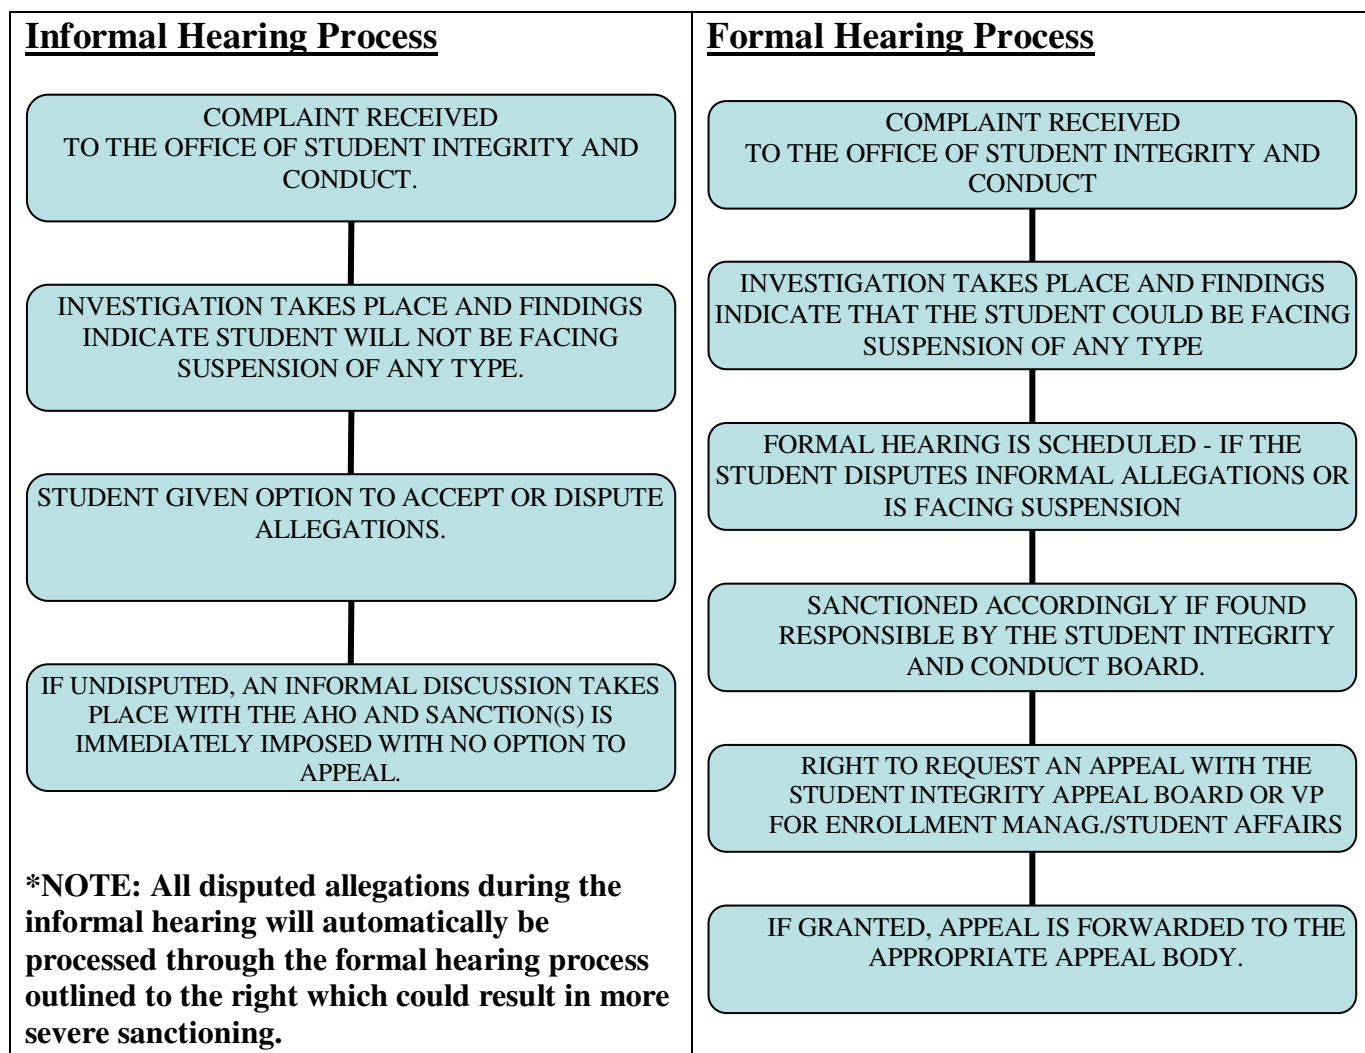 Informal Hearing Process
COMPLAINT RECEIVED
TO THE OFFICE OF STUDENT INTEGRITY AND
CONDUCT.
INVESTIGATION TAKES PLACE AND FINDINGS
INDICATE STUDENT WILL NOT BE FACING
SUSPENSION OF ANY TYPE.
STUDENT GIVEN OPTION TO ACCEPT OR DISPUTE
ALLEGATIONS.
IF UNDISPUTED, AN INFORMAL DISCUSSION TAKES
PLACE WITH THE AHO AND SANCTION(S) IS
IMMEDIATELY IMPOSED WITH NO OPTION TO
APPEAL.
*NOTE: All disputed allegations during the
informal hearing will automatically be
processed through the formal hearing process
outlined to the right which could result in more
severe sanctioning.
Formal Hearing Process
COMPLAINT RECEIVED
TO THE OFFICE OF STUDENT INTEGRITY AND
CONDUCT
INVESTIGATION TAKES PLACE AND FINDINGS
INDICATE THAT THE STUDENT COULD BE FACING
SUSPENSION OF ANY TYPE
FORMAL HEARING IS SCHEDULED - IF THE
STUDENT DISPUTES INFORMAL ALLEGATIONS OR
IS FACING SUSPENSION
SANCTIONED ACCORDINGLY IF FOUND
RESPONSIBLE BY THE STUDENT INTEGRITY
AND CONDUCT BOARD.
RIGHT TO REQUEST AN APPEAL WITH THE
STUDENT INTEGRITY APPEAL BOARD OR VP
FOR ENROLLMENT MANAG./STUDENT AFFAIRS
IF GRANTED, APPEAL IS FORWARDED TO THE
APPROPRIATE APPEAL BODY.